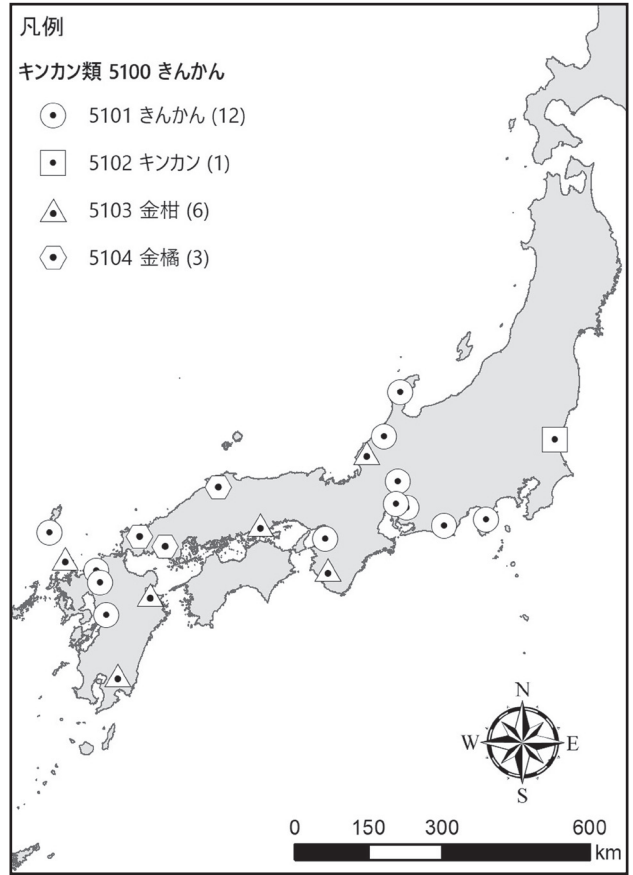 凡例
キンカン類 5100 きんかん
5101 きんかん (12)
5102 キンカン (1)
5103 金柑 (6)
5104 金橘 (3)
N
W E
S
0 150 300 600
km